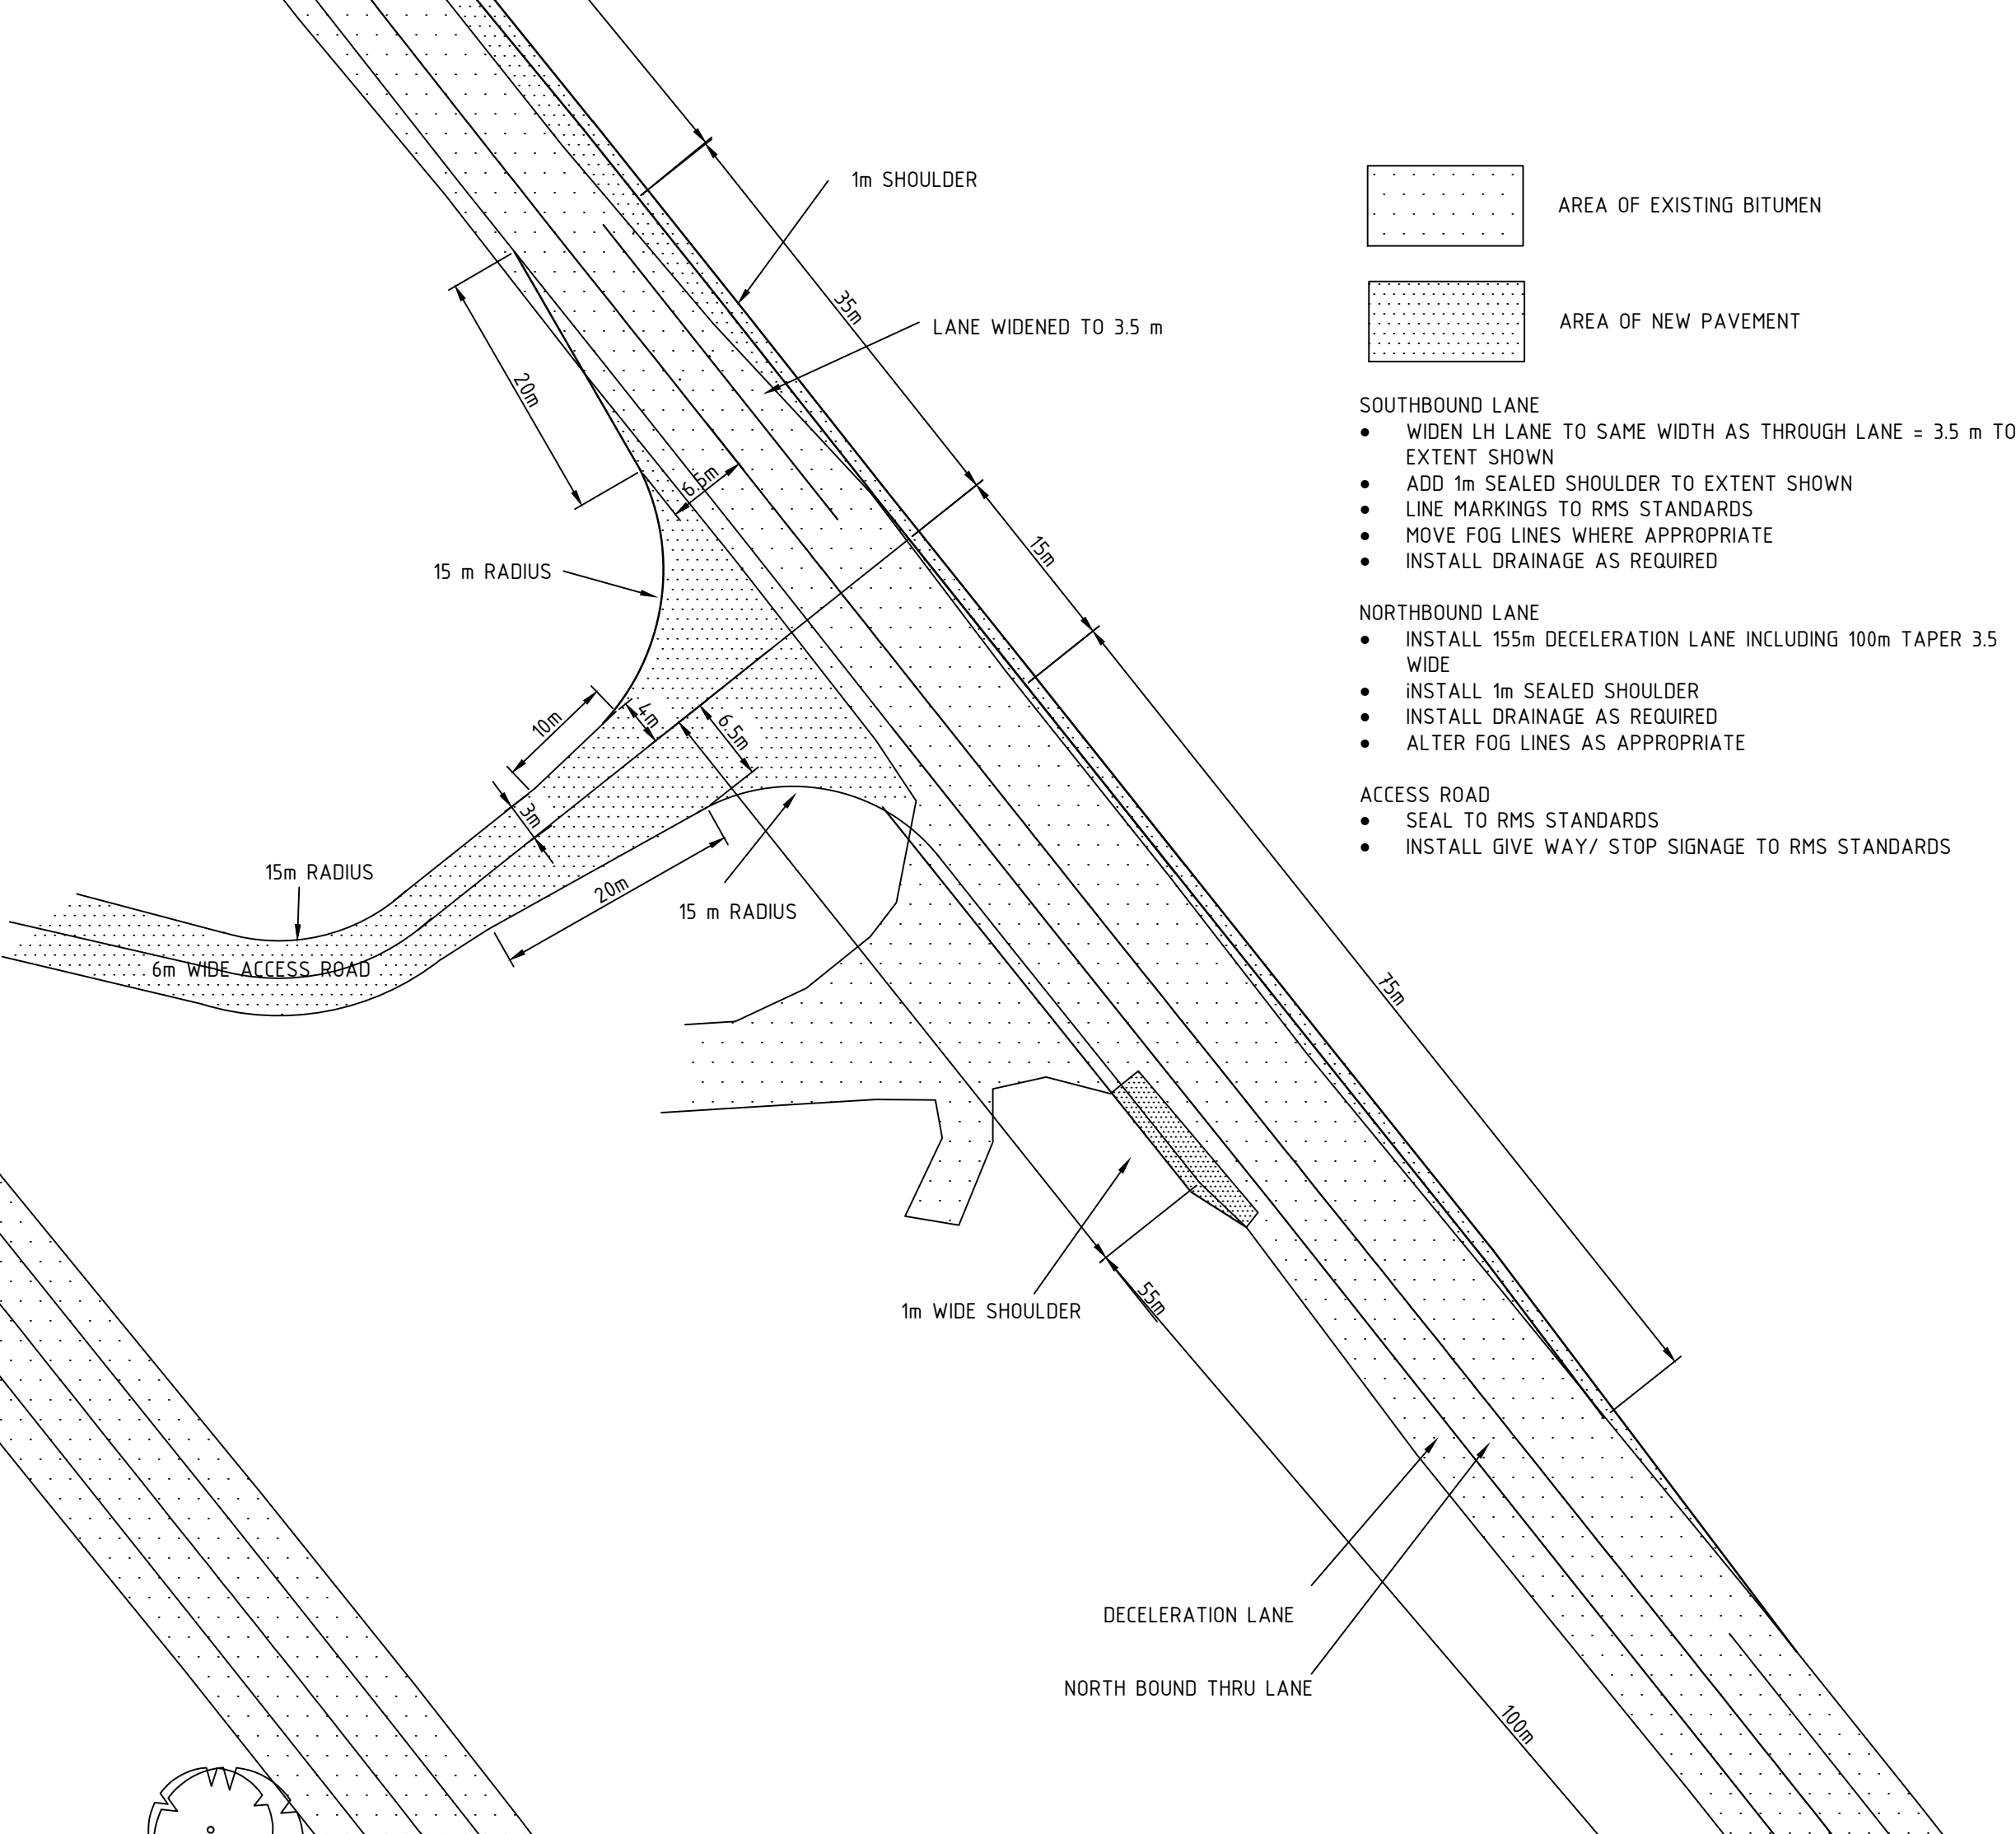 1m SHOULDER
35m
LANE WIDENED TO 3.5 m
20m
6.5m
15m
15 m RADIUS
10m
4m
6.5m
3m
15m RADIUS
20m
15 m RADIUS
6m WIDE ACCESS ROAD
75m
1m WIDE SHOULDER
55m
DECELERATION LANE
NORTH BOUND THRU LANE
100m
AREA OF EXISTING BITUMEN
AREA OF NEW PAVEMENT
SOUTHBOUND LANE
● WIDEN LH LANE TO SAME WIDTH AS THROUGH LANE = 3.5 m TO
EXTENT SHOWN
● ADD 1m SEALED SHOULDER TO EXTENT SHOWN
● LINE MARKINGS TO RMS STANDARDS
● MOVE FOG LINES WHERE APPROPRIATE
● INSTALL DRAINAGE AS REQUIRED
NORTHBOUND LANE
● INSTALL 155m DECELERATION LANE INCLUDING 100m TAPER 3.5
WIDE
● iNSTALL 1m SEALED SHOULDER
● INSTALL DRAINAGE AS REQUIRED
● ALTER FOG LINES AS APPROPRIATE
ACCESS ROAD
● SEAL TO RMS STANDARDS
● INSTALL GIVE WAY/ STOP SIGNAGE TO RMS STANDARDS